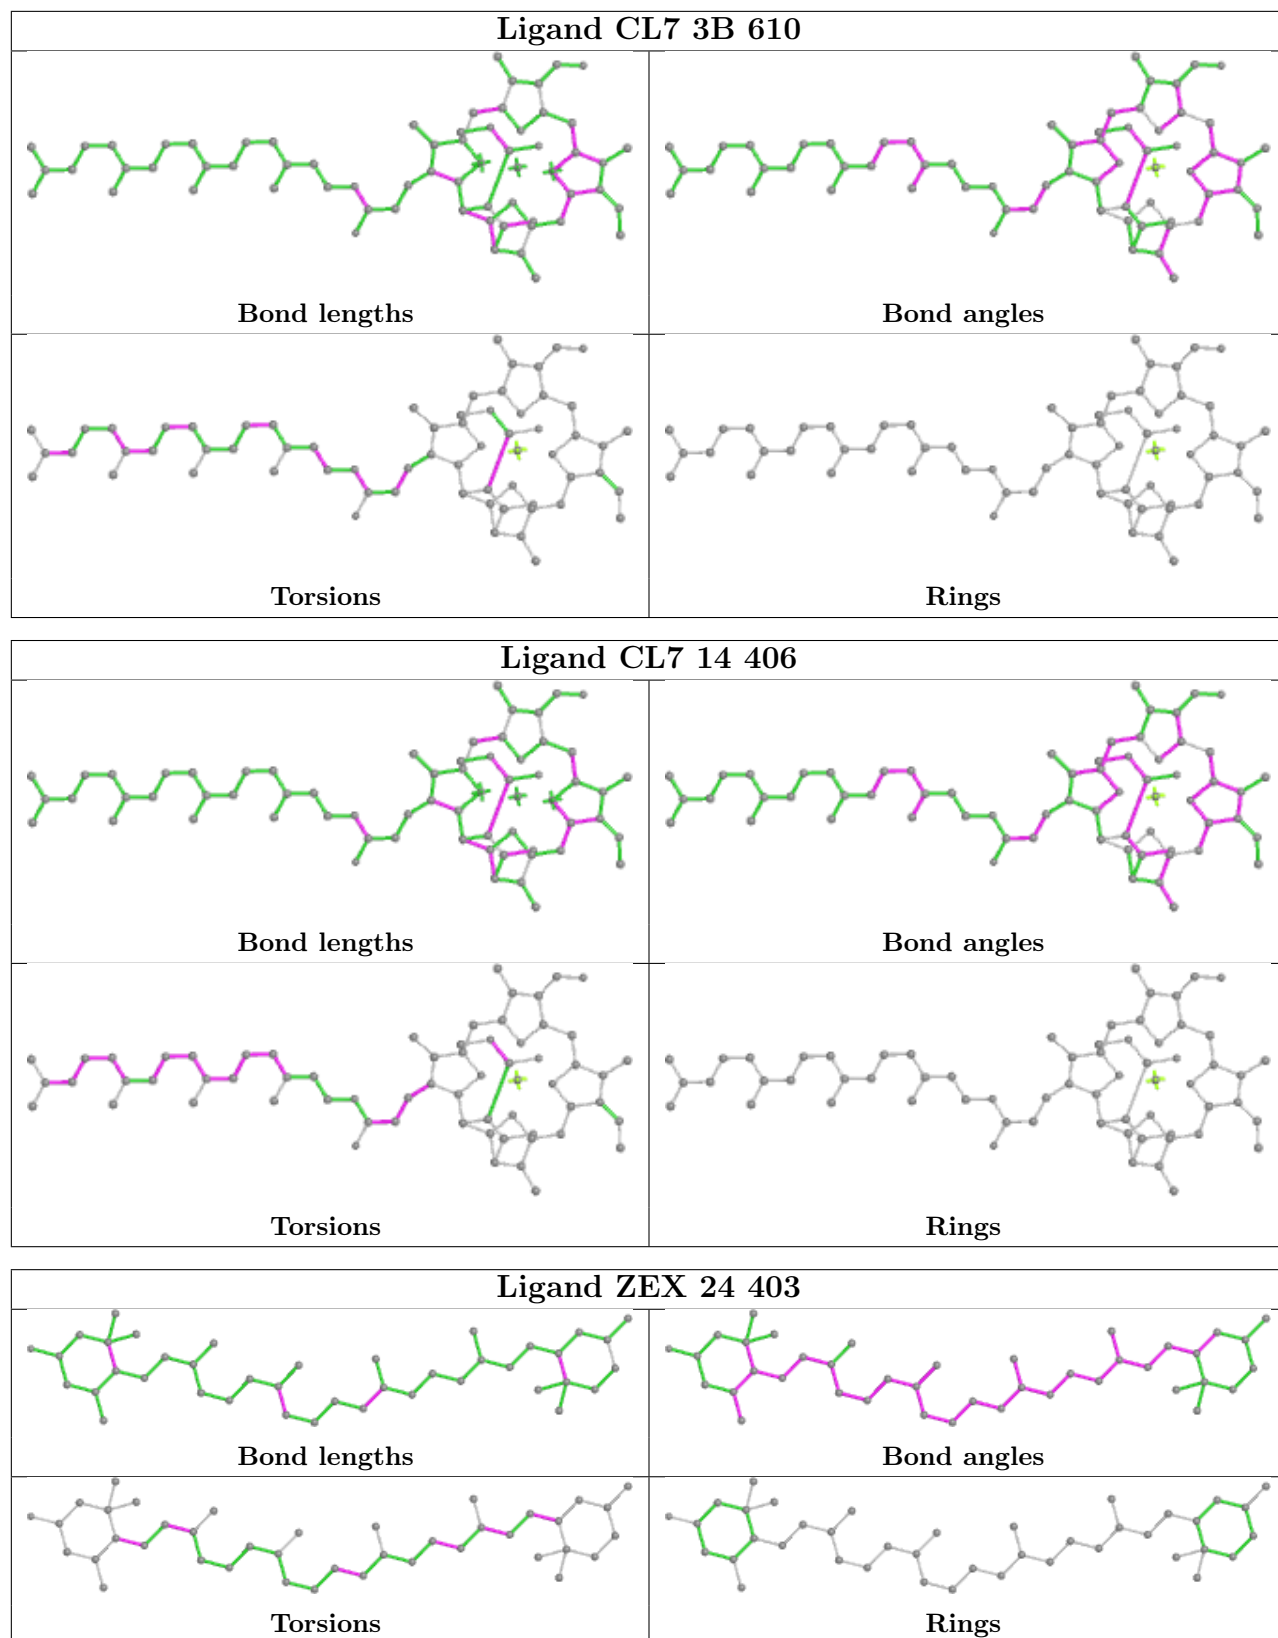 Ligand CL7 3B 610
Bond lengths
Bond angles
Torsions
Rings
Ligand CL7 14 406
Bond lengths
Bond angles
Torsions
Rings
Ligand ZEX 24 403
Bond lengths
Bond angles
Torsions
Rings